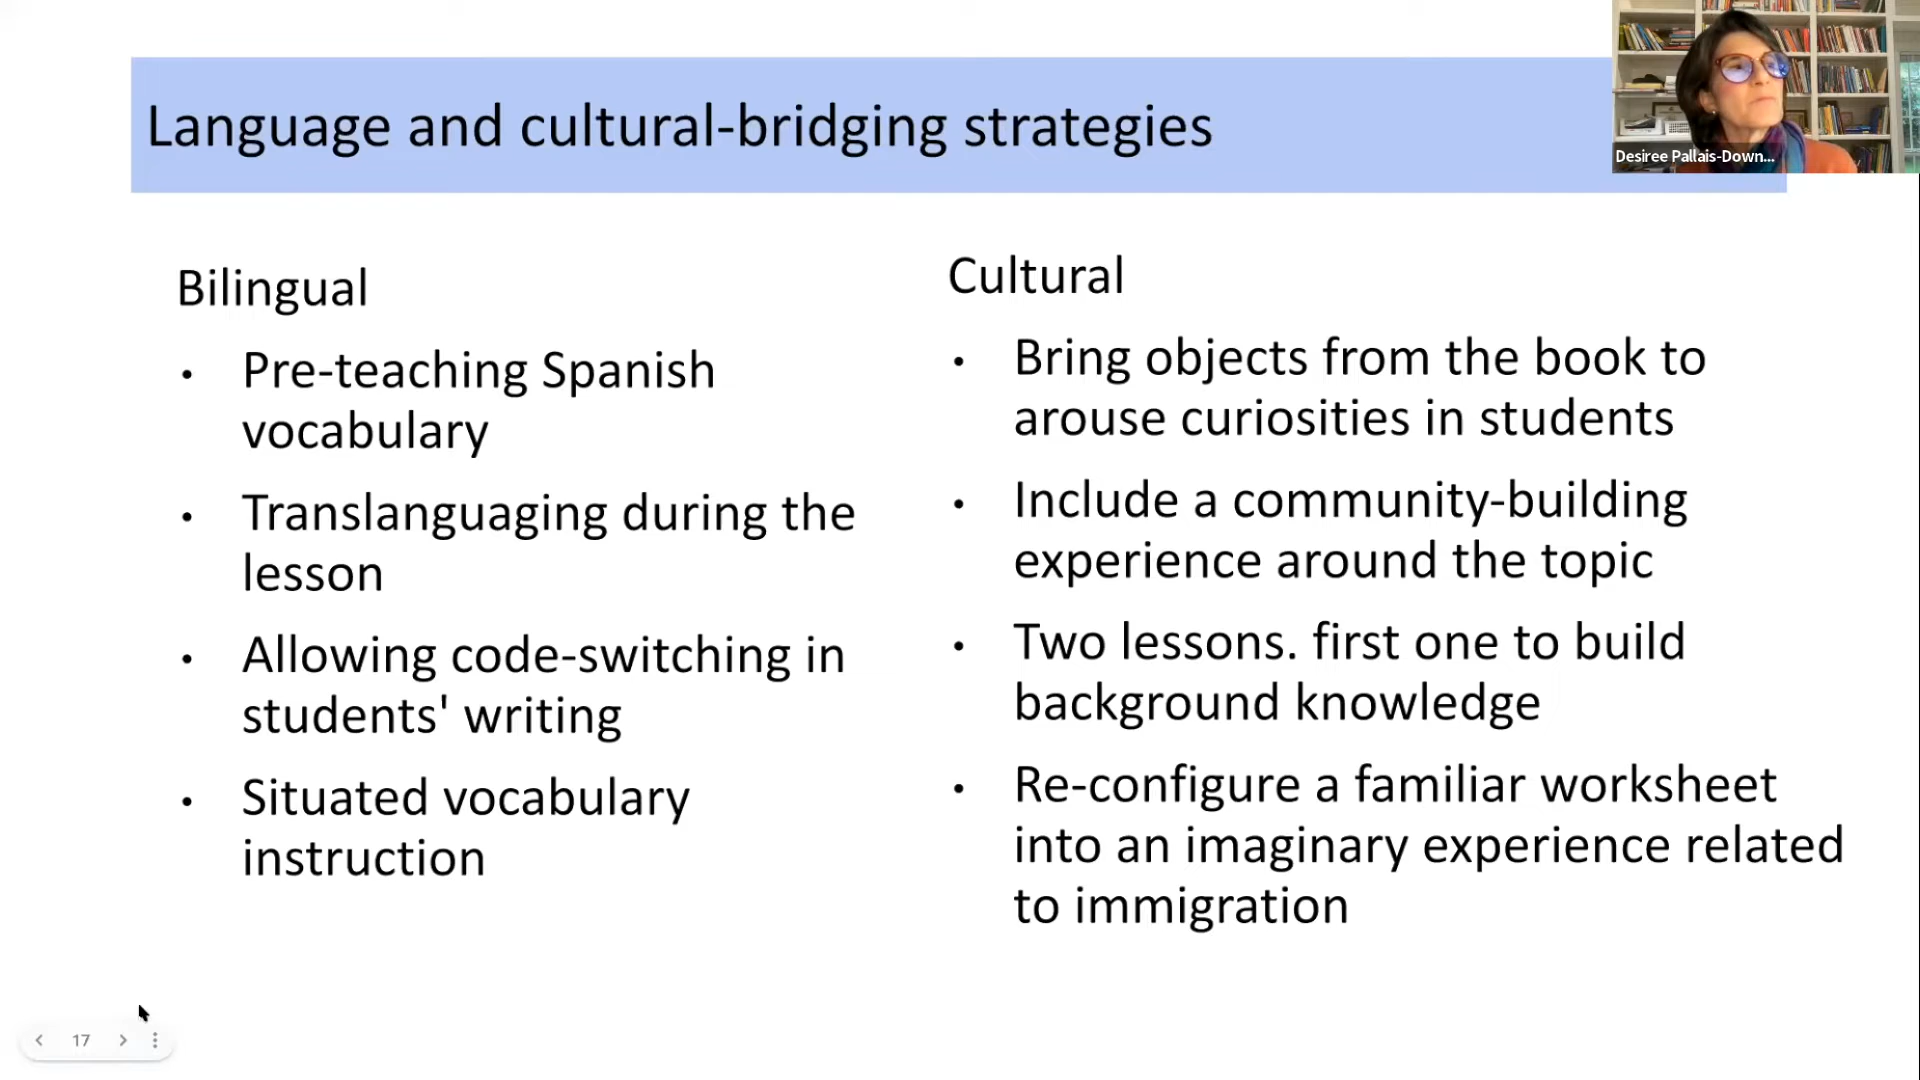 Language and cultural-bridging strategies
Desiree Pallais-Down...
Bilingual
• Pre-teaching Spanish
vocabulary
• Translanguaging during the
lesson
• Allowing code-switching in
students' writing
• Situated vocabulary
instruction
Cultural
• Bring objects from the book to
arouse curiosities in students
• Include a community-building
experience around the topic
• Two lessons. first one to build
background knowledge
• Re-configure a familiar worksheet
into an imaginary experience related
to immigration
17